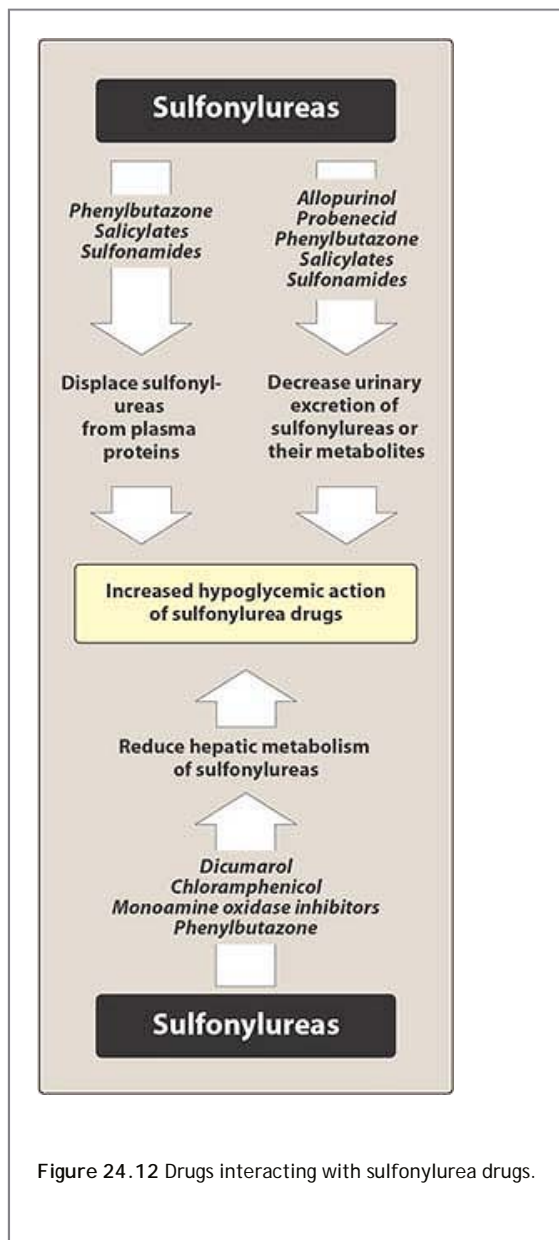 Sulfonylureas
Phenylbutazone
Salicylates
Sulfonamides
Allopurinol
Probenecid
Phenylbutazone
Salicylates
Sulfonamides
Displace sulfonyl-
ureas
from plasma
proteins
Decrease urinary
excretion of
sulfonylureas or
their metabolites
Increased hypoglycemic action
of sulfonylurea drugs
Reduce hepatic metabolism
of sulfonylureas
Dicumarol
Chloramphenicol
Monoamine oxidase inhibitors
Phenylbutazone
Sulfonylureas
Figure 24.12 Drugs interacting with sulfonylurea drugs.